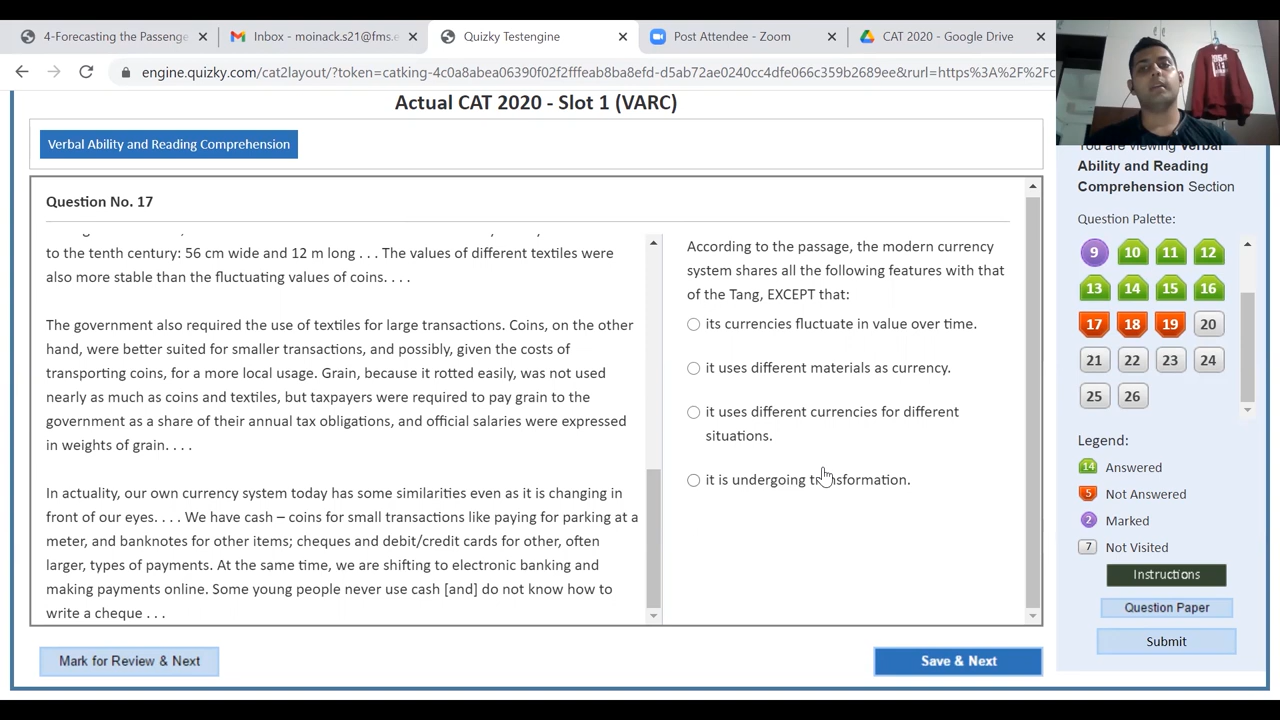 4-Forecasting the Passenge
Inbox - moinack.s21@fms.e
Quizky Testengine
Post Attendee - Zoom
CAT 2020 - Google Drive
engine.quizky.com/cat2layout/?token=catking-4c0a8abea06390f02f2fffeab8ba8efd-d5ab72ae0240cc4dfe066c359b2689ee&rurl=https%3A%2F%2Fc
Actual CAT 2020 - Slot 1 (VARC)
Verbal Ability and Reading Comprehension
Question No. 17
to the tenth century: 56 cm wide and 12 m long . . . The values of different textiles were
also more stable than the fluctuating values of coins. . . .
The government also required the use of textiles for large transactions. Coins, on the other
hand, were better suited for smaller transactions, and possibly, given the costs of
transporting coins, for a more local usage. Grain, because it rotted easily, was not used
nearly as much as coins and textiles, but taxpayers were required to pay grain to the
government as a share of their annual tax obligations, and official salaries were expressed
in weights of grain. . . .
In actuality, our own currency system today has some similarities even as it is changing in
front of our eyes. . . . We have cash – coins for small transactions like paying for parking at a
meter, and banknotes for other items; cheques and debit/credit cards for other, often
larger, types of payments. At the same time, we are shifting to electronic banking and
making payments online. Some young people never use cash [and] do not know how to
write a cheque . . .
According to the passage, the modern currency
system shares all the following features with that
of the Tang, EXCEPT that:
its currencies fluctuate in value over time.
it uses different materials as currency.
it uses different currencies for different
situations.
it is undergoing transformation.
Mark for Review & Next
Save & Next
You are viewing Verbal
Ability and Reading
Comprehension Section
Question Palette:
9 10 11 12
13 14 15 16
17 18 19 20
21 22 23 24
25 26
Legend:
14 Answered
5 Not Answered
2 Marked
7 Not Visited
Instructions
Question Paper
Submit